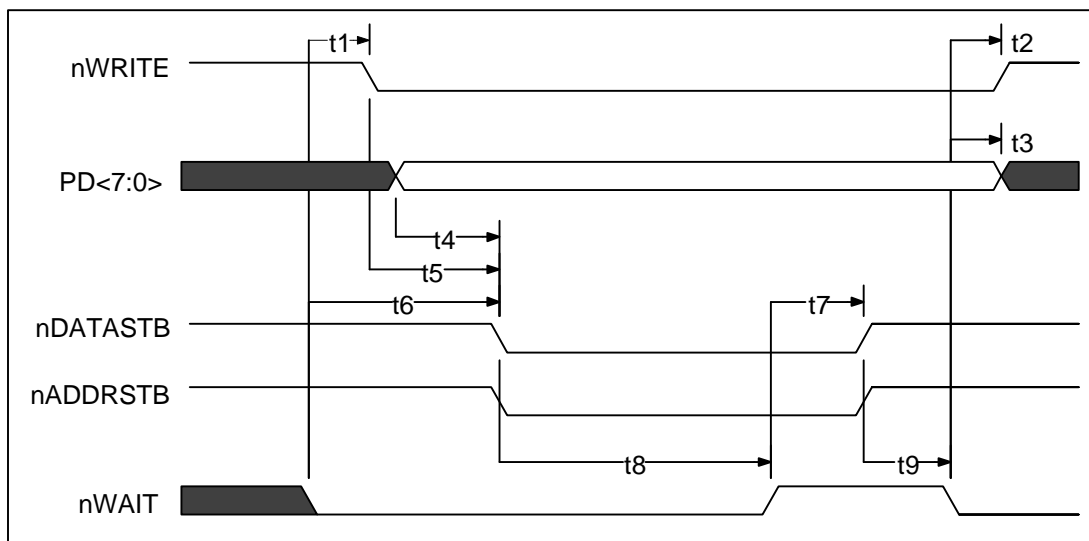 t1
t2
nWRITE
t3
PD<7:0>
t4
t5
t6
t7
nDATASTB
nADDRSTB
t8
t9
nWAIT